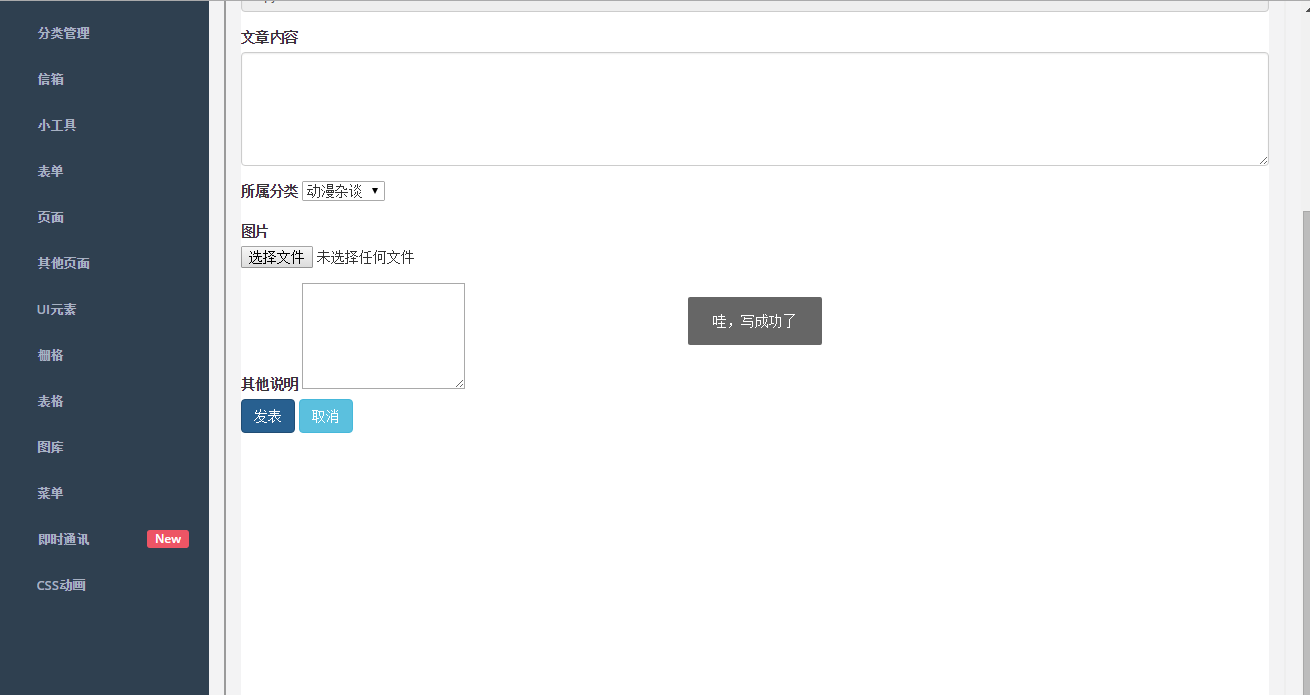 分类管理
信箱
小工具
表单
页面
其他页面
UI元素
栅格
表格
图库
菜单
即时通讯 New
CSS动画
文章内容
所属分类 动漫杂谈
图片
选择文件 未选择任何文件
哇，写成功了
其他说明
发表 取消